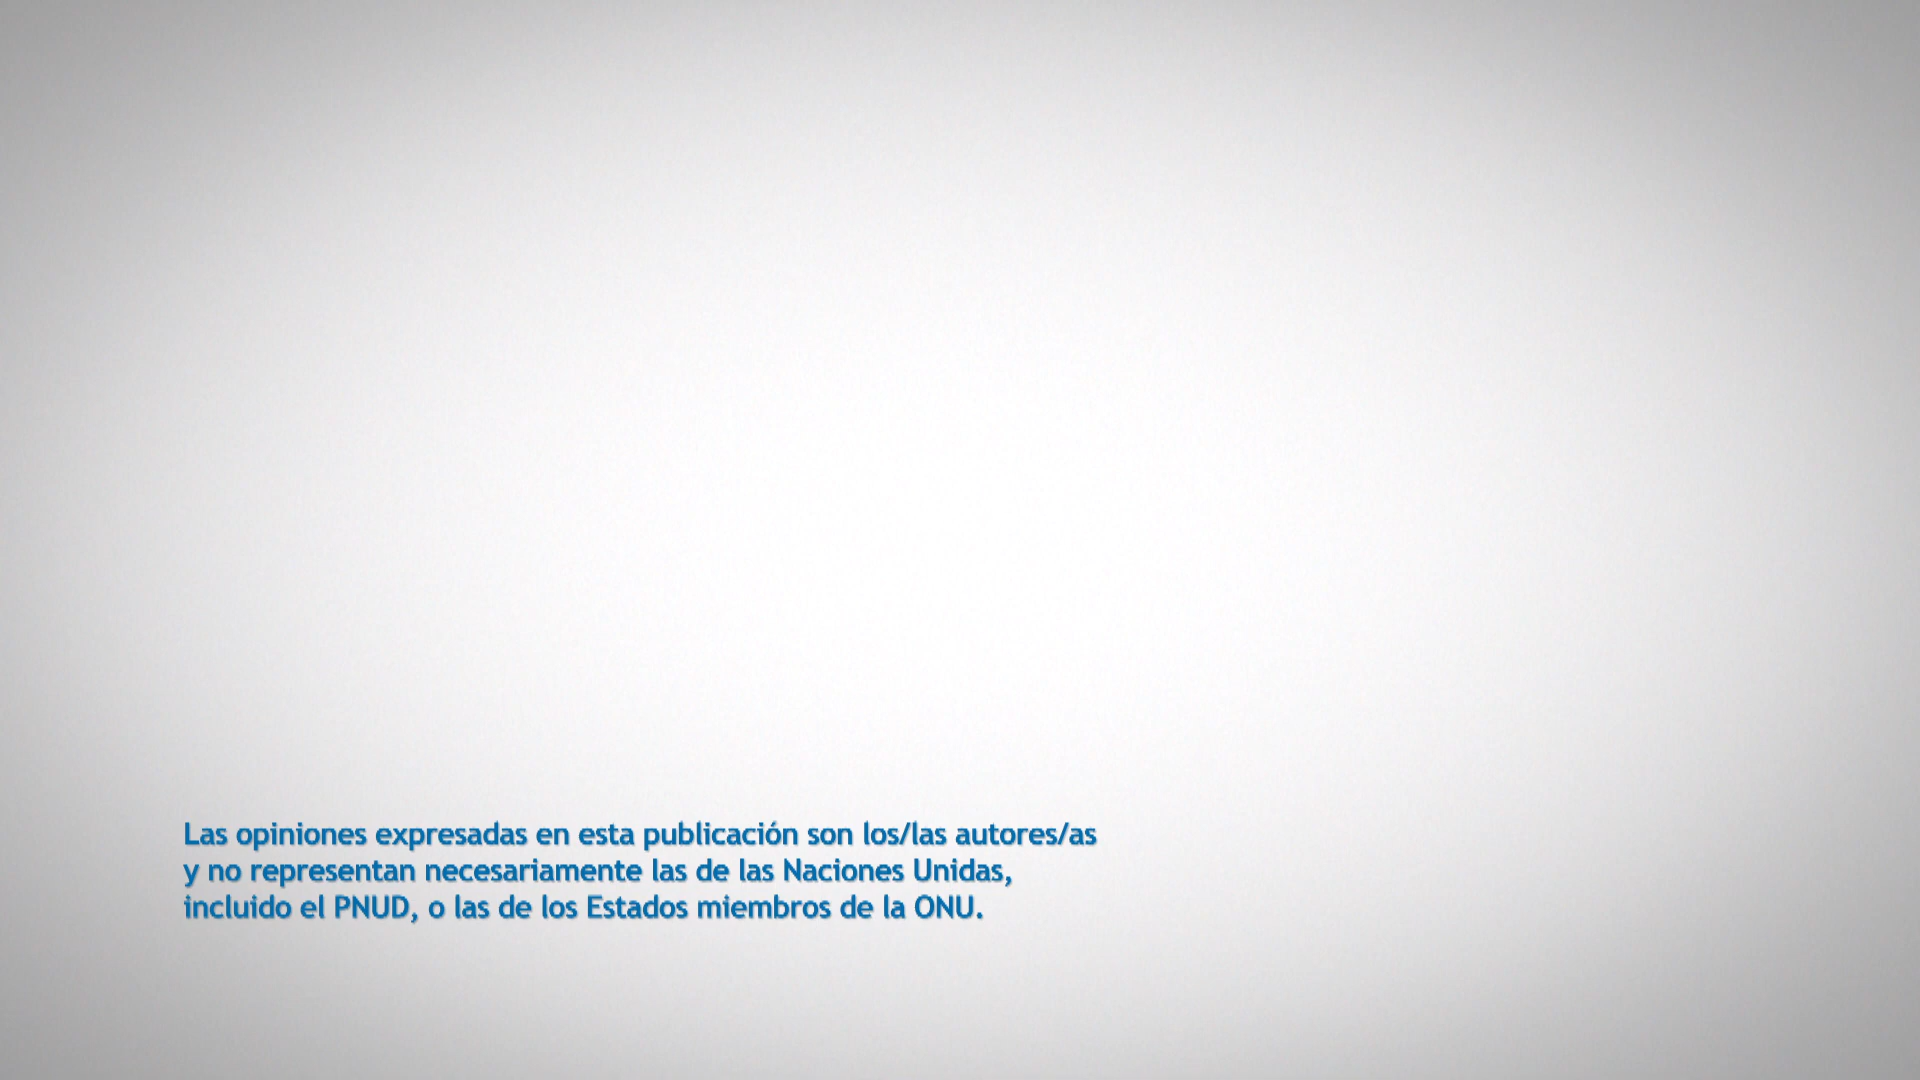 Las opiniones expresadas en esta publicación son los/las autores/as
y no representan necesariamente las de las Naciones Unidas,
incluido el PNUD, o las de los Estados miembros de la ONU.